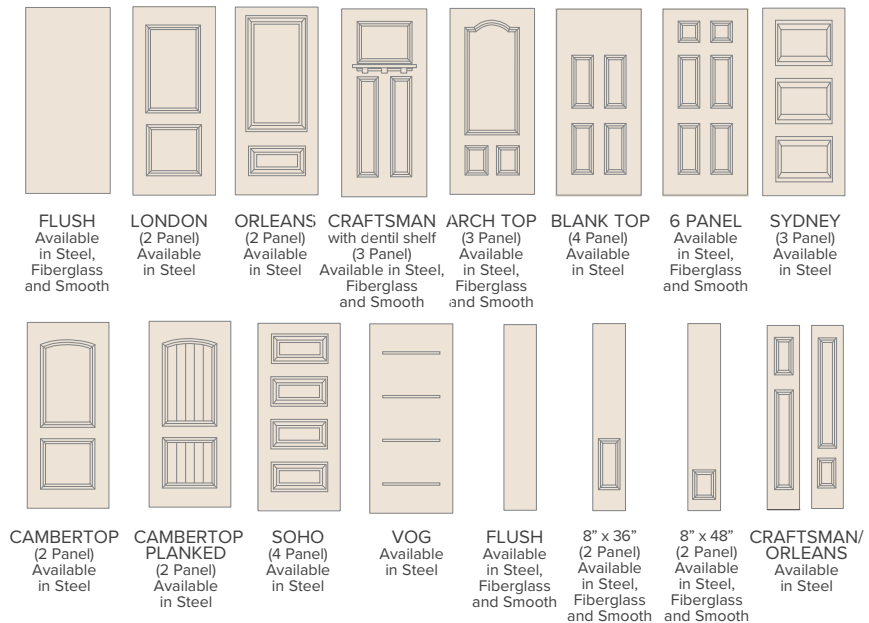 FLUSH
Available
in Steel,
Fiberglass
and Smooth
LONDON
(2 Panel)
Available
in Steel
ORLEANS
(2 Panel)
Available
in Steel
CRAFTSMAN
with dentil shelf
(3 Panel)
Available in Steel,
Fiberglass
and Smooth
ARCH TOP
(3 Panel)
Available
in Steel,
Fiberglass
and Smooth
BLANK TOP
(4 Panel)
Available
in Steel
6 PANEL
Available
in Steel,
Fiberglass
and Smooth
SYDNEY
(3 Panel)
Available
in Steel
CAMBERTOP
(2 Panel)
Available
in Steel
CAMBERTOP
PLANKED
(2 Panel)
Available
in Steel
SOHO
(4 Panel)
Available
in Steel
VOG
Available
in Steel
FLUSH
Available
in Steel,
Fiberglass
and Smooth
8” x 36”
(2 Panel)
Available
in Steel,
Fiberglass
and Smooth
8” x 48”
(2 Panel)
Available
in Steel,
Fiberglass
and Smooth
CRAFTSMAN/
ORLEANS
Available
in Steel